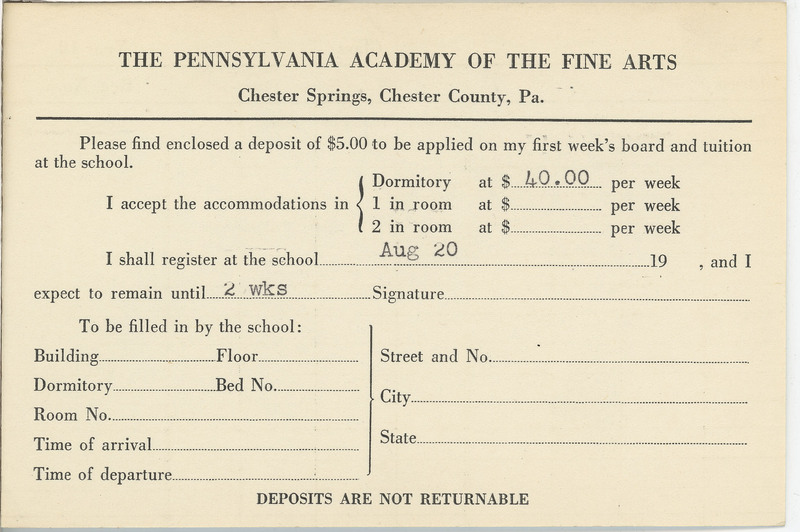 THE PENNSYLVANIA ACADEMY OF THE FINE ARTS
Chester Springs, Chester County, Pa.
Please find enclosed a deposit of $5.00 to be applied on my first week's board and tuition
at the school.
Dormitory at $ 40.00 per week
I accept the accommodations in { 1 in room at $ per week
2 in room at $ per week
I shall register at the school Aug 20 19 , and I
expect to remain until 2 wks Signature
To be filled in by the school:
Building Floor
Dormitory Bed No.
Room No.
Time of arrival
Time of departure
Street and No.
City
State
DEPOSITS ARE NOT RETURNABLE